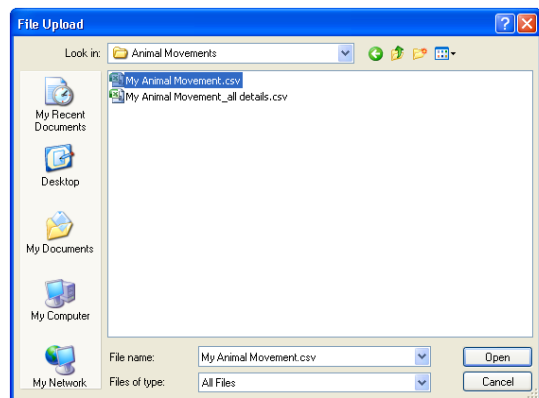 File Upload
Look in: Animal Movements
My Animal Movement.csv
My Animal Movement_all details.csv
My Recent
Documents
Desktop
My Documents
My Computer
My Network
File name: My Animal Movement.csv Open
Files of type: All Files Cancel